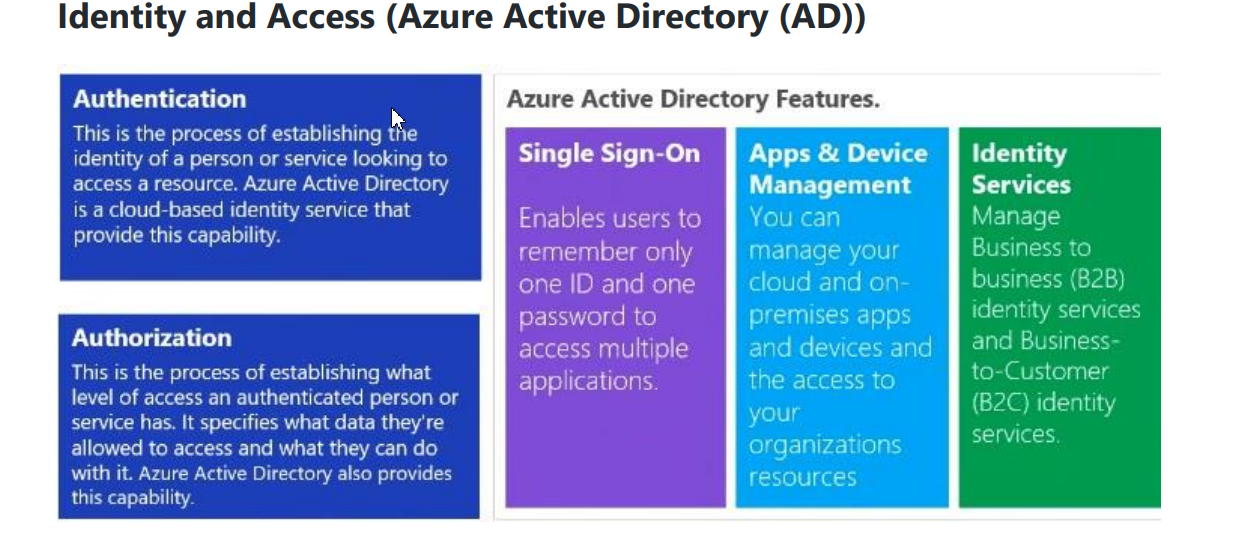 Identity and Access (Azure Active Directory (AD))
Authentication
This is the process of establishing the
identity of a person or service looking to
access a resource. Azure Active Directory
is a cloud-based identity service that
provide this capability.
Authorization
This is the process of establishing what
level of access an authenticated person or
service has. It specifies what data they're
allowed to access and what they can do
with it. Azure Active Directory also provides
this capability.
Azure Active Directory Features.
Single Sign-On
Enables users to
remember only
one ID and one
password to
access multiple
applications.
Apps & Device
Management
You can
manage your
cloud and on-
premises apps
and devices and
the access to
your
organizations
resources
Identity
Services
Manage
Business to
business (B2B)
identity services
and Business-
to-Customer
(B2C) identity
services.